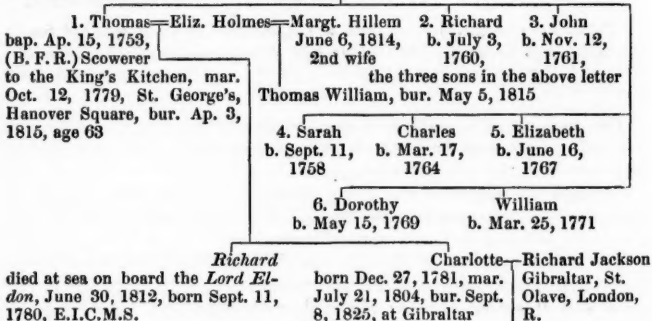 1. Thomas=Eliz. Holmes=Margt. Hillem 2. Richard 3. John
bap. Ap. 15, 1753, June 6, 1814, b. July 3, b. Nov. 12,
(B. F. R.) Scowerer 2nd wife 1760, 1761,
to the King's Kitchen, mar. the three sons in the above letter
Oct. 12, 1779, St. George's, Thomas William, bur. May 5, 1815
Hanover Square, bur. Ap. 3,
1815, age 63
4. Sarah Charles 5. Elizabeth
b. Sept. 11, b. Mar. 17, b. June 16,
1758 1764 1767
6. Dorothy William
b. May 15, 1769 b. Mar. 25, 1771
Richard Charlotte Richard Jackson
died at sea on board the Lord El- born Dec. 27, 1781, mar. Gibraltar, St.
don, June 30, 1812, born Sept. 11, July 21, 1804, bur. Sept. Olave, London,
1780, E.I.C.M.S. 8, 1825, at Gibraltar R.